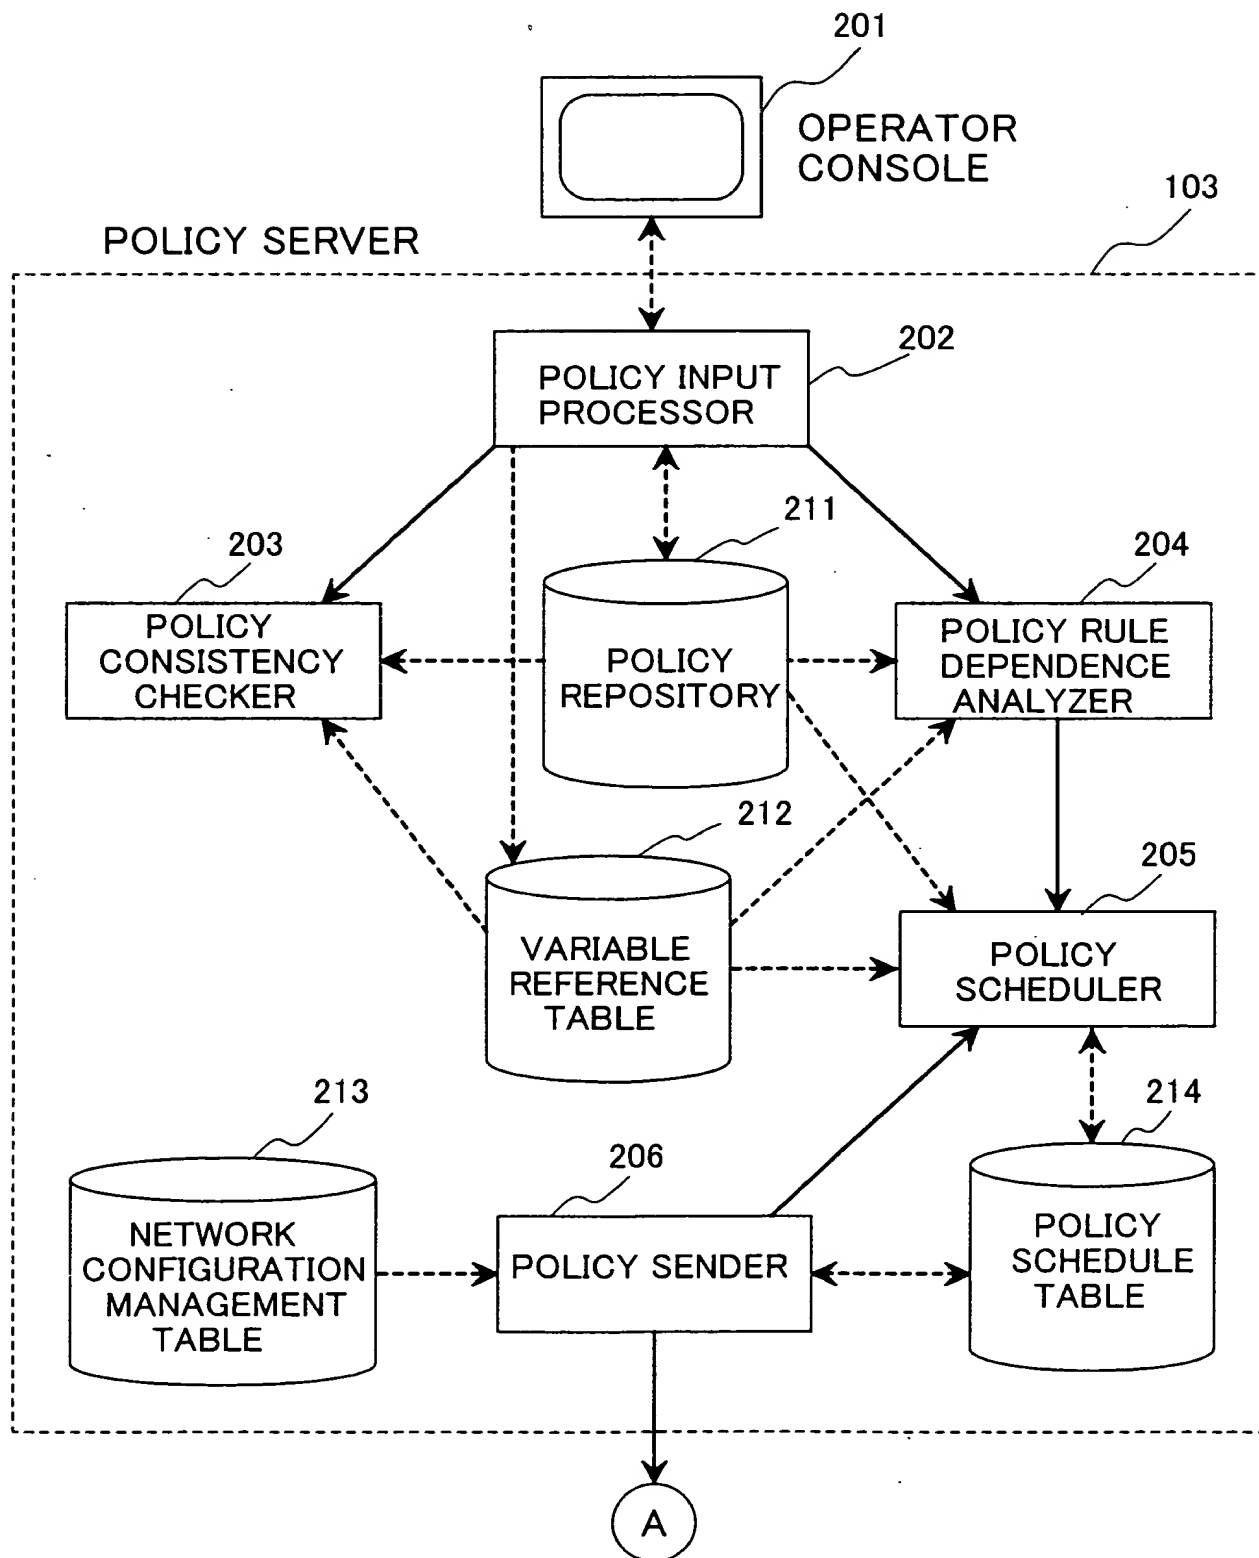 201
OPERATOR
CONSOLE
103
POLICY SERVER
202
POLICY INPUT
PROCESSOR
211
203
204
POLICY
CONSISTENCY
CHECKER
POLICY
REPOSITORY
POLICY RULE
DEPENDENCE
ANALYZER
212
205
VARIABLE
REFERENCE
TABLE
POLICY
SCHEDULER
213
214
206
NETWORK
CONFIGURATION
MANAGEMENT
TABLE
POLICY SENDER
POLICY
SCHEDULE
TABLE
A